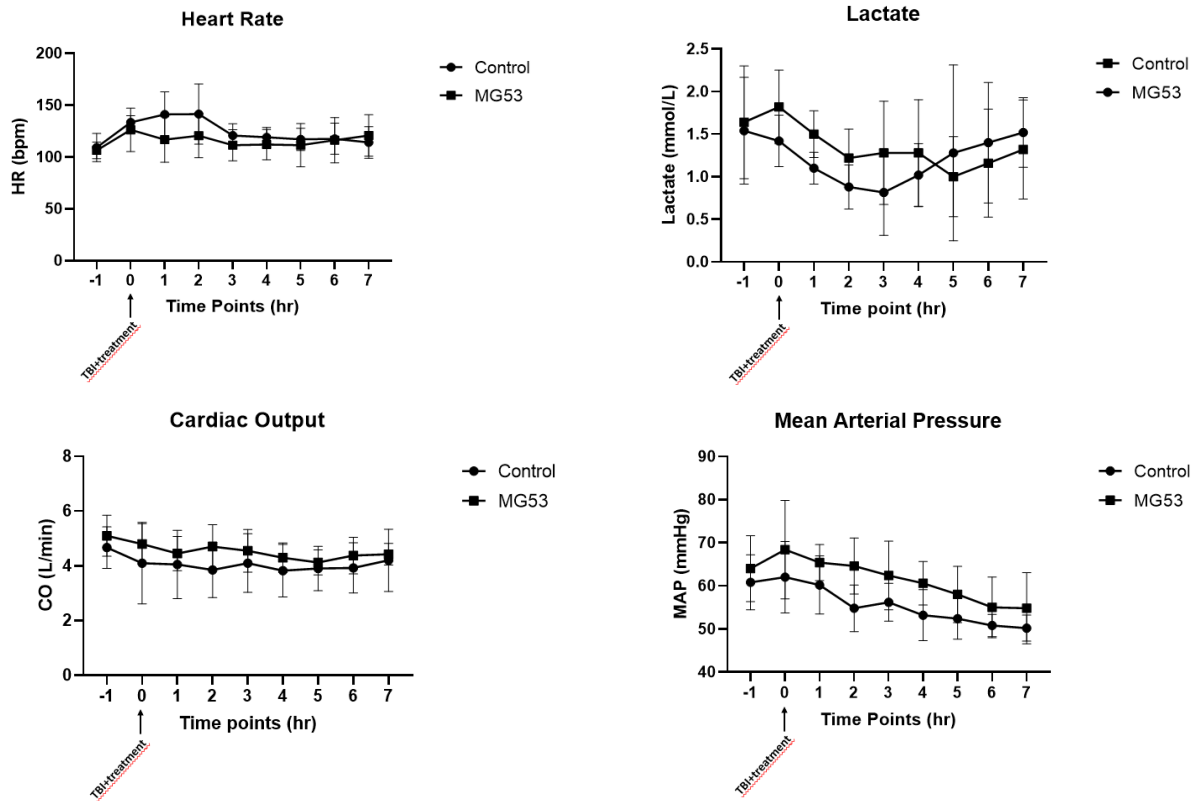 Heart Rate
HR (bpm)
200
150
100
50
0
-1 0 1 2 3 4 5 6 7
Time Points (hr)
TBI+treatment
Control
MG53
Lactate
Lactate (mmol/L)
2.5
2.0
1.5
1.0
0.5
0.0
-1 0 1 2 3 4 5 6 7
Time point (hr)
TBI+treatment
Control
MG53
Cardiac Output
CO (L/min)
8
6
4
2
0
-1 0 1 2 3 4 5 6 7
Time points (hr)
TBI+treatment
Control
MG53
Mean Arterial Pressure
MAP (mmHg)
90
80
70
60
50
40
-1 0 1 2 3 4 5 6 7
Time Points (hr)
TBI+treatment
Control
MG53